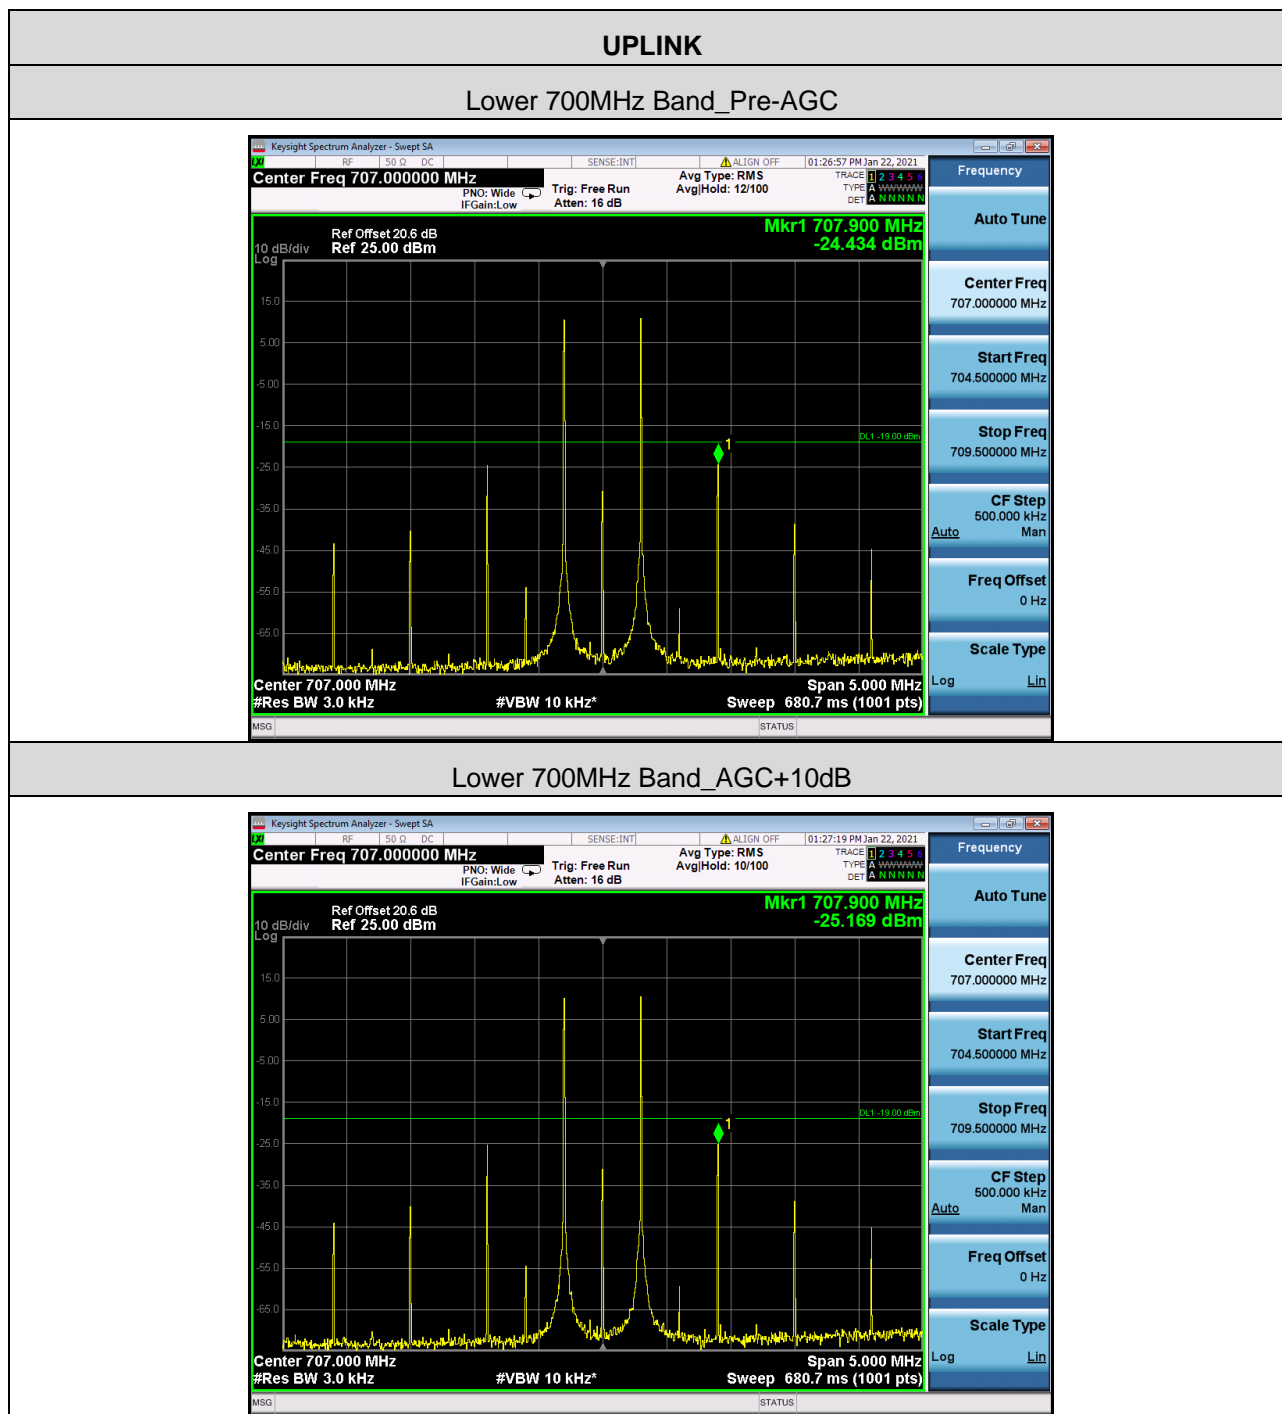 UPLINK
Lower 700MHz Band_Pre-AGC
Keysight Spectrum Analyzer - Swept SA
LXI RF 50 Ω DC SENSE:INT ALIGN OFF 01:26:57 PM Jan 22, 2021
Center Freq 707.000000 MHz
PNO: Wide
IFGain:Low
Trig: Free Run
Atten: 16 dB
Avg Type: RMS
Avg|Hold: 12/100
TRACE 1 2 3 4 5 6
TYPE A WWWWW
DET A N N N N N
Frequency
Mkr1 707.900 MHz
-24.434 dBm
Ref Offset 20.6 dB
10 dB/div Ref 25.00 dBm
Log
15.0
5.00
-5.00
-15.0
-25.0
-35.0
-45.0
-55.0
-65.0
DL1 -19.00 dBm
1
Center 707.000 MHz Span 5.000 MHz
#Res BW 3.0 kHz #VBW 10 kHz* Sweep 680.7 ms (1001 pts)
MSG STATUS
Auto Tune
Center Freq
707.000000 MHz
Start Freq
704.500000 MHz
Stop Freq
709.500000 MHz
CF Step
500.000 kHz
Auto Man
Freq Offset
0 Hz
Scale Type
Log Lin
Lower 700MHz Band_AGC+10dB
Keysight Spectrum Analyzer - Swept SA
LXI RF 50 Ω DC SENSE:INT ALIGN OFF 01:27:19 PM Jan 22, 2021
Center Freq 707.000000 MHz
PNO: Wide
IFGain:Low
Trig: Free Run
Atten: 16 dB
Avg Type: RMS
Avg|Hold: 10/100
TRACE 1 2 3 4 5 6
TYPE A WWWWW
DET A N N N N N
Frequency
Mkr1 707.900 MHz
-25.169 dBm
Ref Offset 20.6 dB
10 dB/div Ref 25.00 dBm
Log
15.0
5.00
-5.00
-15.0
-25.0
-35.0
-45.0
-55.0
-65.0
DL1 -19.00 dBm
1
Center 707.000 MHz Span 5.000 MHz
#Res BW 3.0 kHz #VBW 10 kHz* Sweep 680.7 ms (1001 pts)
MSG STATUS
Auto Tune
Center Freq
707.000000 MHz
Start Freq
704.500000 MHz
Stop Freq
709.500000 MHz
CF Step
500.000 kHz
Auto Man
Freq Offset
0 Hz
Scale Type
Log Lin